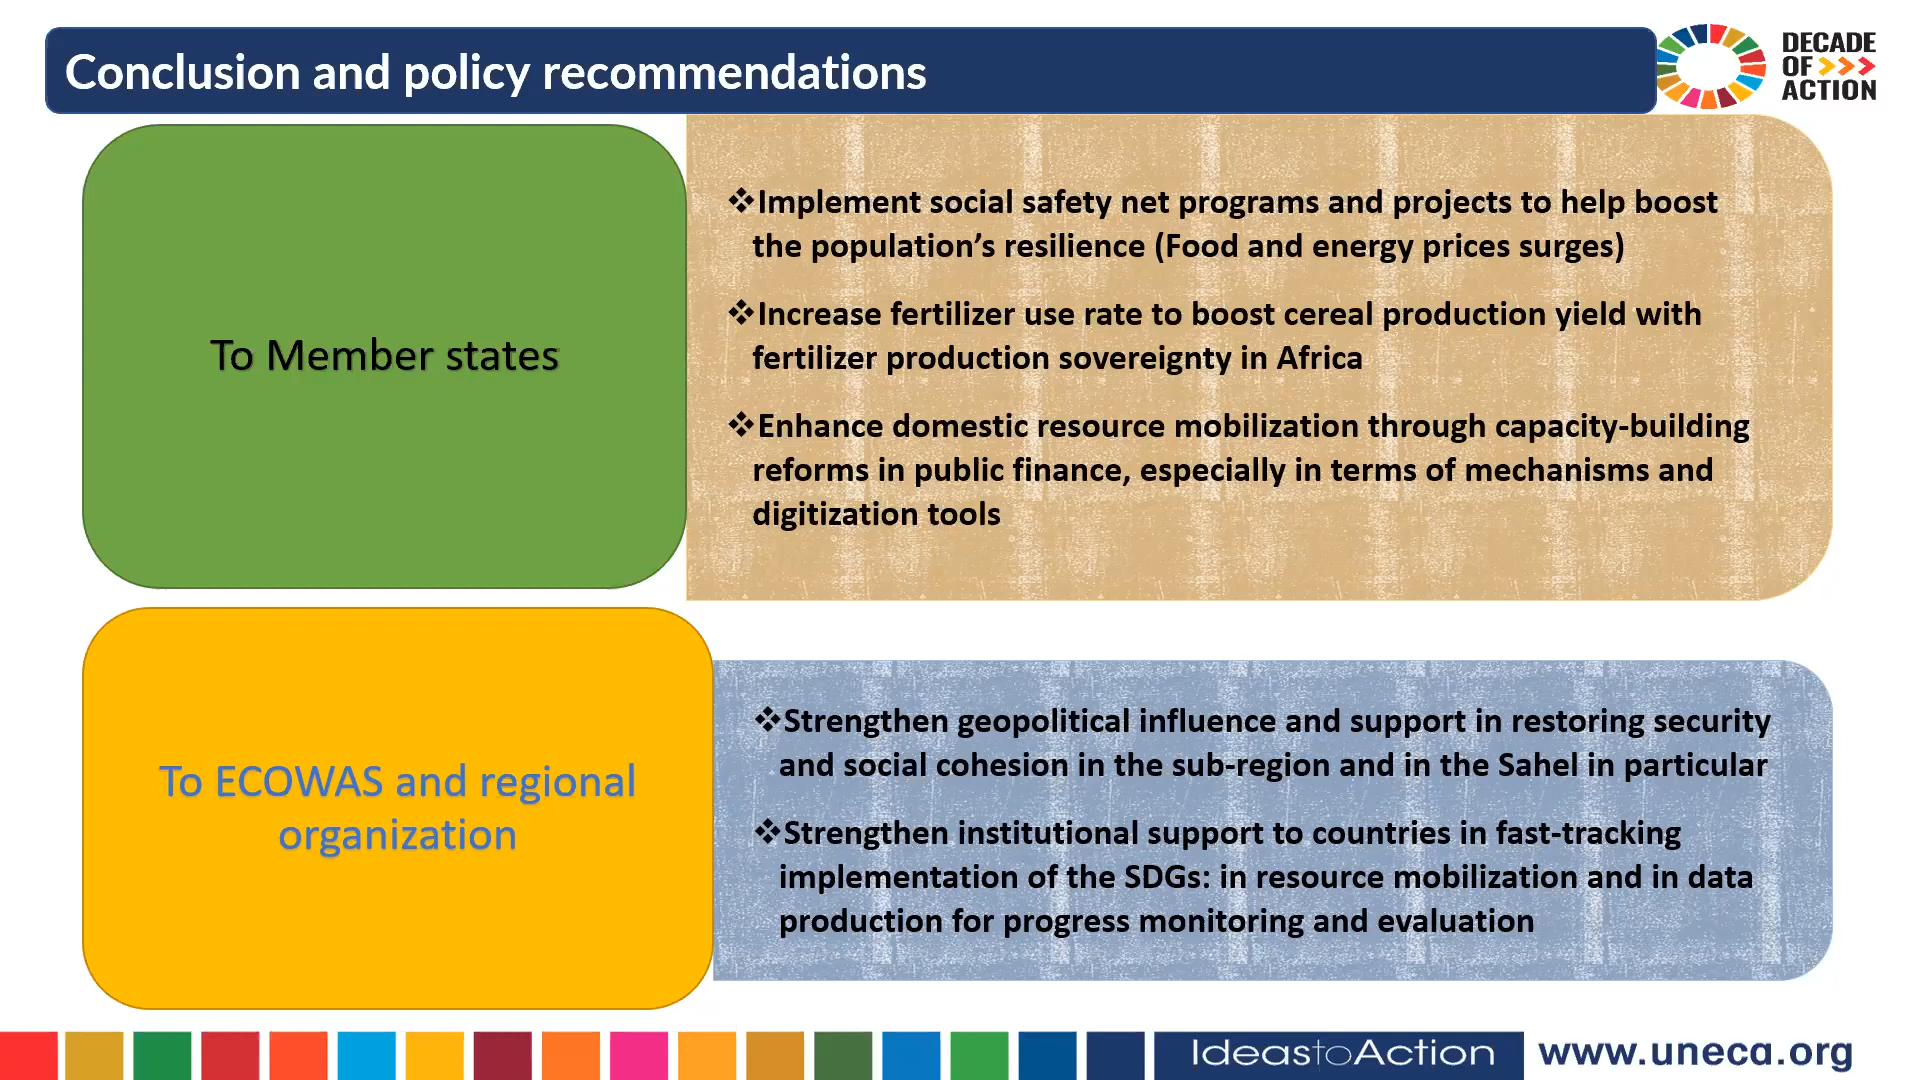 Conclusion and policy recommendations
DECADE
OF >>>
ACTION
To Member states
❖Implement social safety net programs and projects to help boost
the population’s resilience (Food and energy prices surges)
❖Increase fertilizer use rate to boost cereal production yield with
fertilizer production sovereignty in Africa
❖Enhance domestic resource mobilization through capacity-building
reforms in public finance, especially in terms of mechanisms and
digitization tools
To ECOWAS and regional
organization
❖Strengthen geopolitical influence and support in restoring security
and social cohesion in the sub-region and in the Sahel in particular
❖Strengthen institutional support to countries in fast-tracking
implementation of the SDGs: in resource mobilization and in data
production for progress monitoring and evaluation
IdeastoAction
www.uneca.org